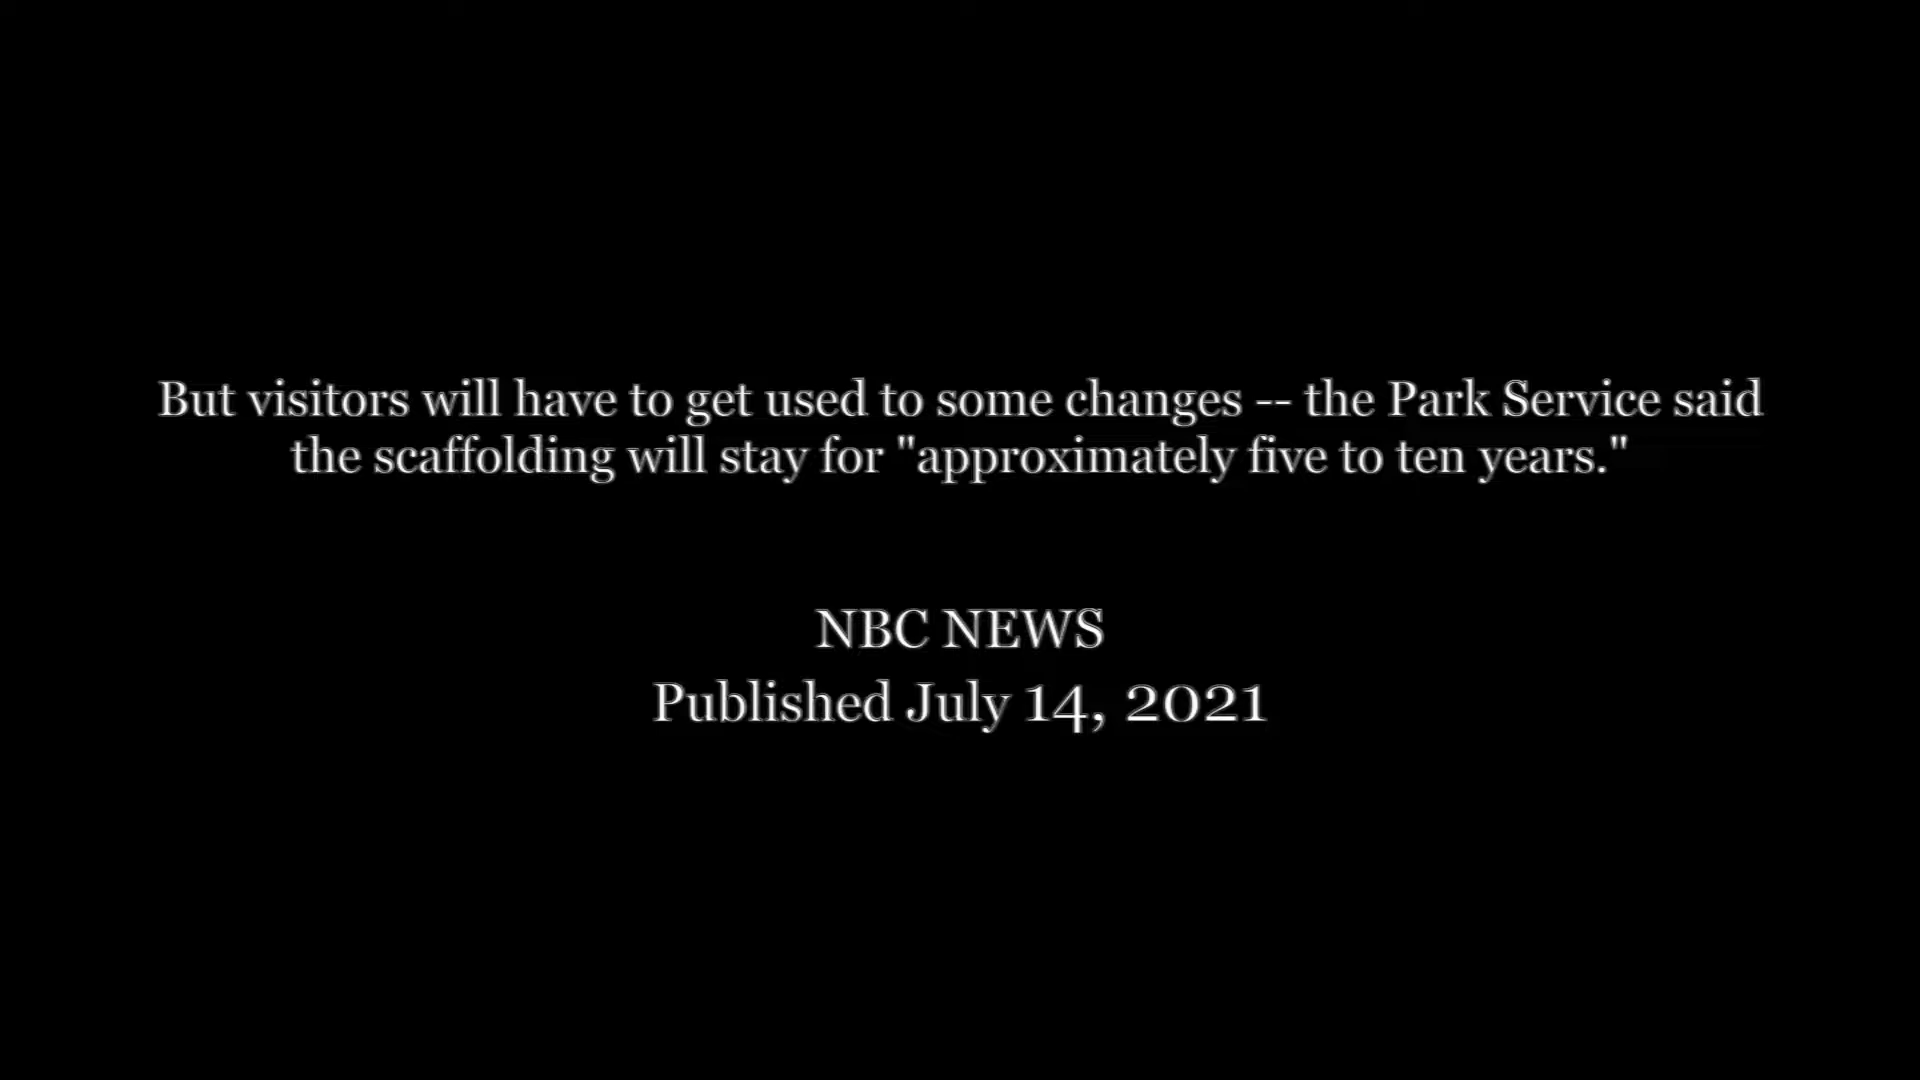 But visitors will have to get used to some changes -- the Park Service said
the scaffolding will stay for "approximately five to ten years."
NBC NEWS
Published July 14, 2021